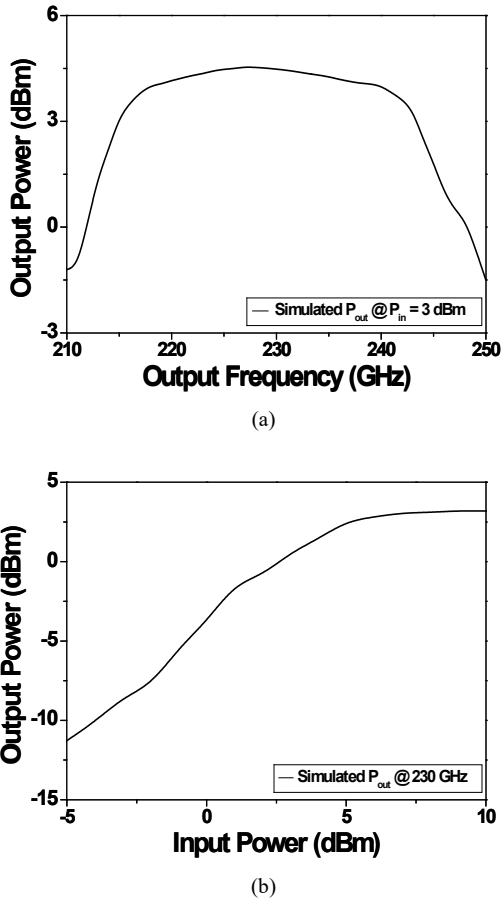 6
3
0
-3
210
220
230
240
250
Output Power (dBm)
Output Frequency (GHz)
— Simulated Pout @ Pin = 3 dBm
(a)
5
0
-5
-10
-15
-5
0
5
10
Output Power (dBm)
Input Power (dBm)
— Simulated Pout @ 230 GHz
(b)